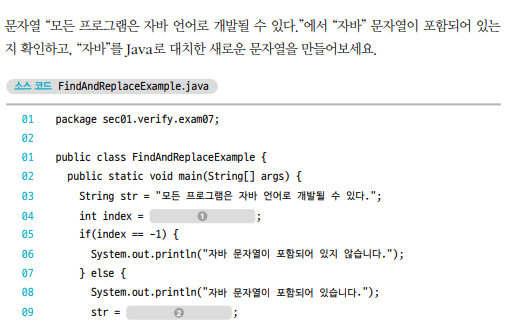 문자열 “모든 프로그램은 자바 언어로 개발될 수 있다.”에서 “자바” 문자열이 포함되어 있는
지 확인하고, “자바”를 Java로 대치한 새로운 문자열을 만들어보세요.
소스 코드 FindAndReplaceExample.java
01 package sec01.verify.exam07;
02
01 public class FindAndReplaceExample {
02 public static void main(String[] args) {
03 String str = "모든 프로그램은 자바 언어로 개발될 수 있다.";
04 int index = ❶ ;
05 if(index == -1) {
06 System.out.println("자바 문자열이 포함되어 있지 않습니다.");
07 } else {
08 System.out.println("자바 문자열이 포함되어 있습니다.");
09 str = ❷ ;